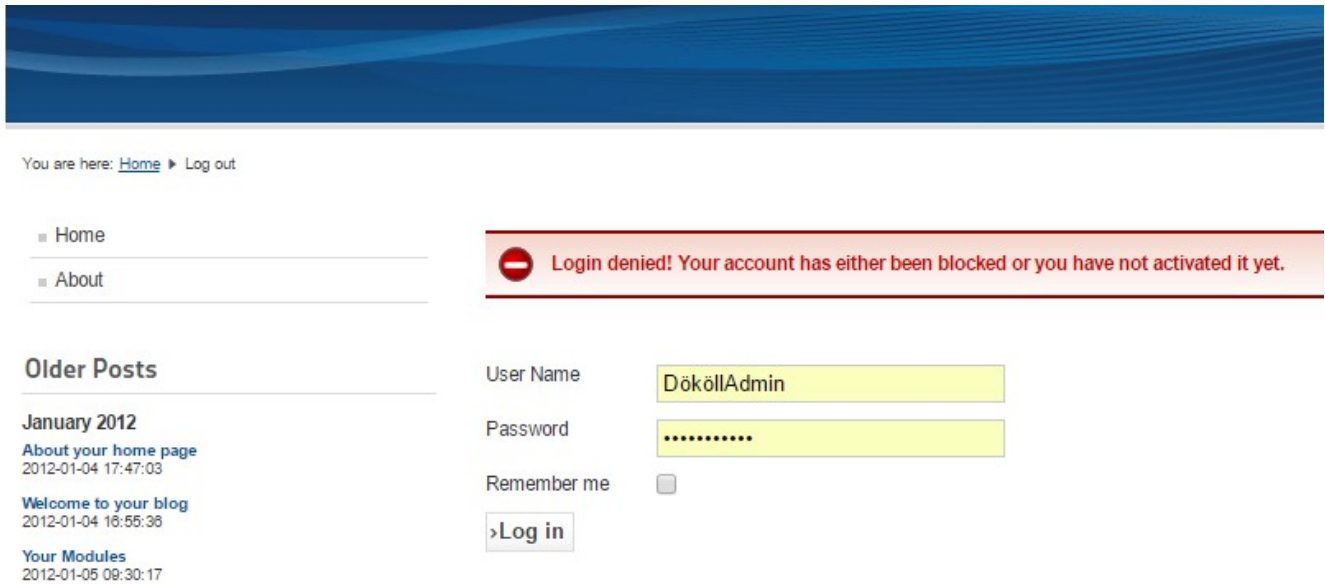 You are here: Home ▸ Log out
Home
About
Older Posts
January 2012
About your home page
2012-01-04 17:47:03
Welcome to your blog
2012-01-04 16:55:36
Your Modules
2012-01-05 09:30:17
Login denied! Your account has either been blocked or you have not activated it yet.
User Name
DököllAdmin
Password
•••••••••••
Remember me
›Log in